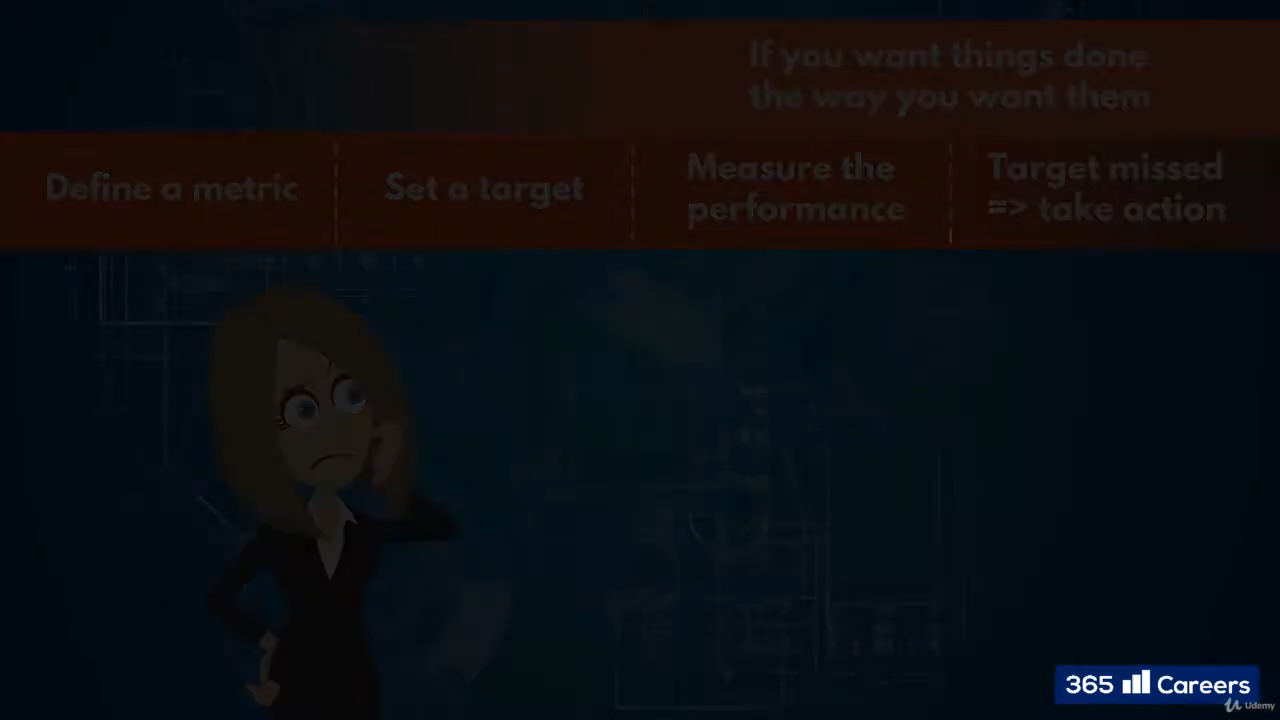 If you want things done
the way you want them
Define a metric
Set a target
Measure the
performance
Target missed
=> take action
365 Careers
Udemy